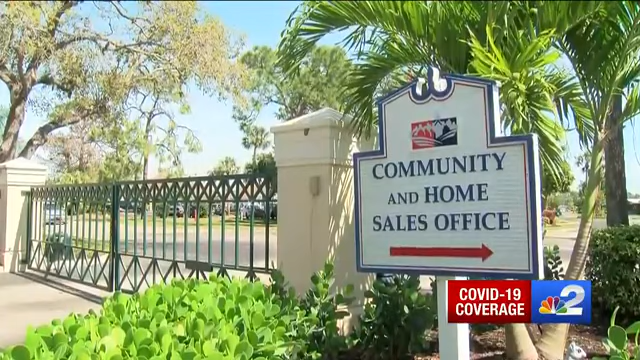 COMMUNITY
AND HOME
SALES OFFICE
COVID-19
COVERAGE
2